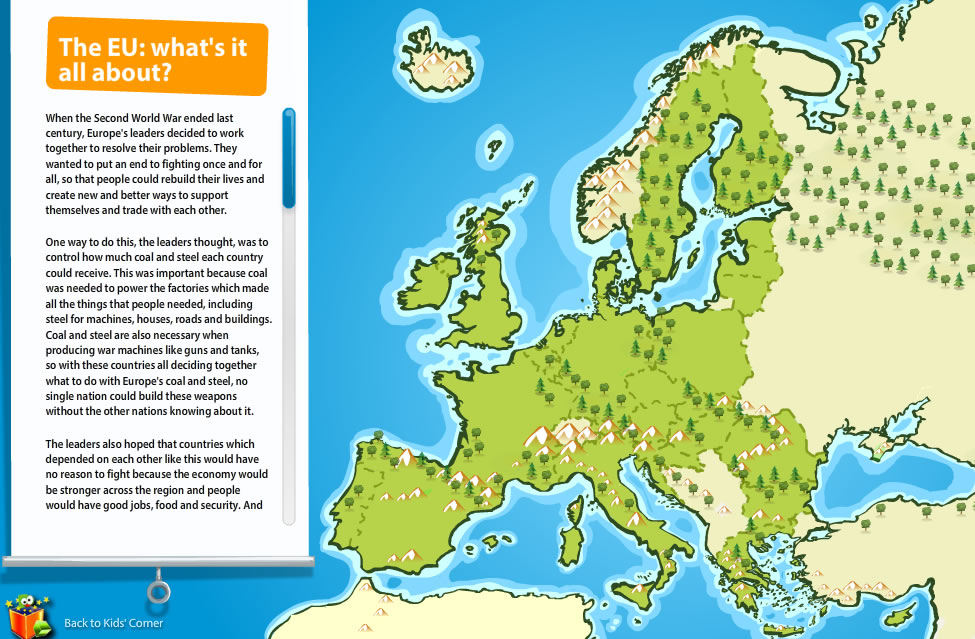 The EU: what's it
all about?
When the Second World War ended last
century, Europe's leaders decided to work
together to resolve their problems. They
wanted to put an end to fighting once and for
all, so that people could rebuild their lives and
create new and better ways to support
themselves and trade with each other.
One way to do this, the leaders thought, was to
control how much coal and steel each country
could receive. This was important because coal
was needed to power the factories which made
all the things that people needed, including
steel for machines, houses, roads and buildings.
Coal and steel are also necessary when
producing war machines like guns and tanks,
so with these countries all deciding together
what to do with Europe's coal and steel, no
single nation could build these weapons
without the other nations knowing about it.
The leaders also hoped that countries which
depended on each other like this would have
no reason to fight because the economy would
be stronger across the region and people
would have good jobs, food and security. And
Back to Kids' Corner